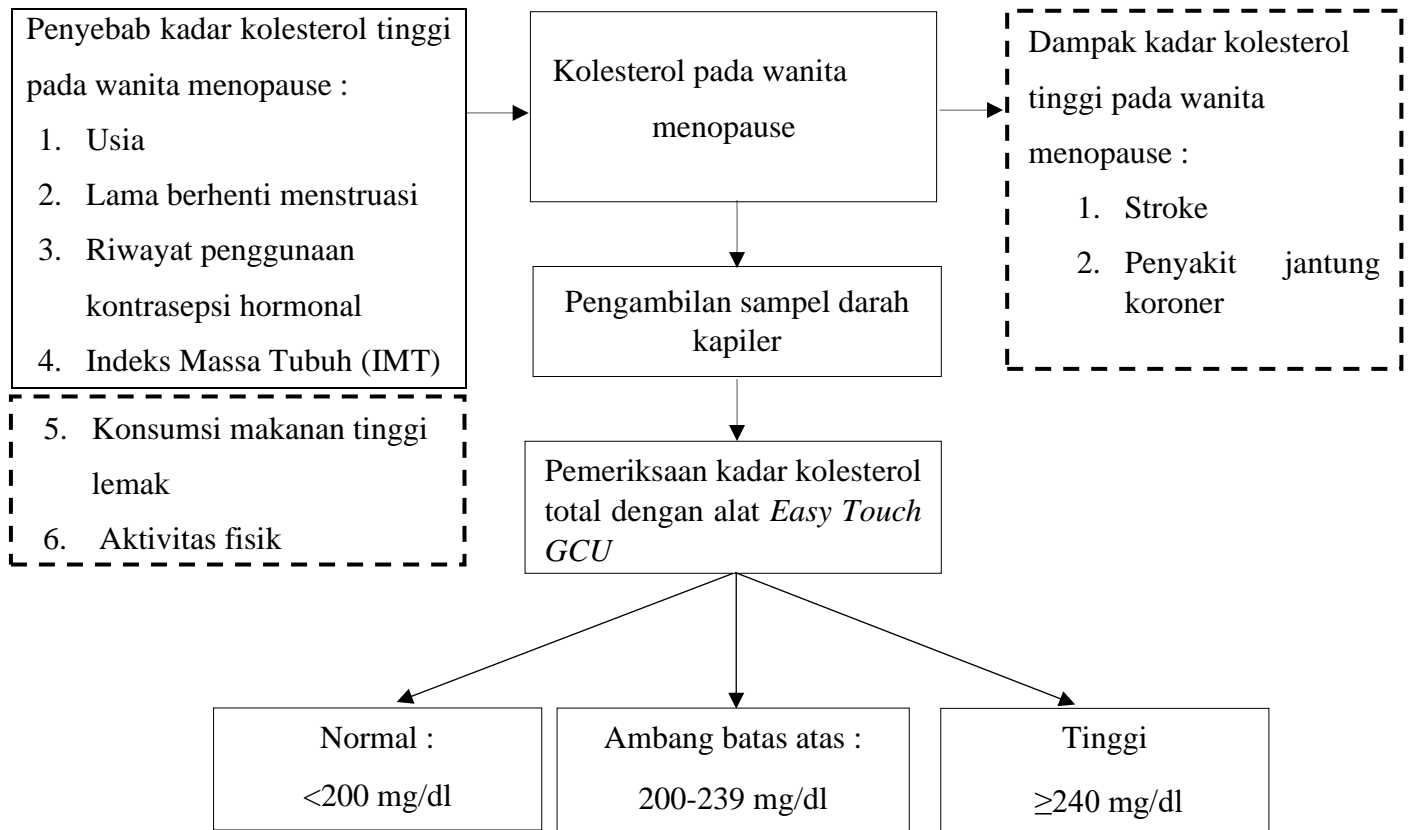 Penyebab kadar kolesterol tinggi
pada wanita menopause :
1. Usia
2. Lama berhenti menstruasi
3. Riwayat penggunaan
kontrasepsi hormonal
4. Indeks Massa Tubuh (IMT)
5. Konsumsi makanan tinggi
lemak
6. Aktivitas fisik
Kolesterol pada wanita
menopause
Dampak kadar kolesterol
tinggi pada wanita
menopause :
1. Stroke
2. Penyakit jantung
koroner
Pengambilan sampel darah
kapiler
Pemeriksaan kadar kolesterol
total dengan alat Easy Touch
GCU
Normal :
<200 mg/dl
Ambang batas atas :
200-239 mg/dl
Tinggi
≥240 mg/dl